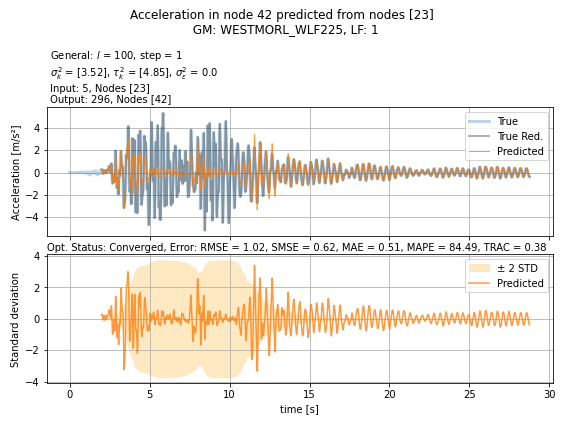 Acceleration in node 42 predicted from nodes [23]
GM: WESTMORL_WLF225, LF: 1
General: l = 100, step = 1
σ²ₖ = [3.52], τ²ₖ = [4.85], σ²ε = 0.0
Input: 5, Nodes [23]
Output: 296, Nodes [42]
Acceleration [m/s²]
4
2
0
−2
−4
True
True Red.
Predicted
Opt. Status: Converged, Error: RMSE = 1.02, SMSE = 0.62, MAE = 0.51, MAPE = 84.49, TRAC = 0.38
Standard deviation
4
2
0
−2
−4
± 2 STD
Predicted
0 5 10 15 20 25 30
time [s]